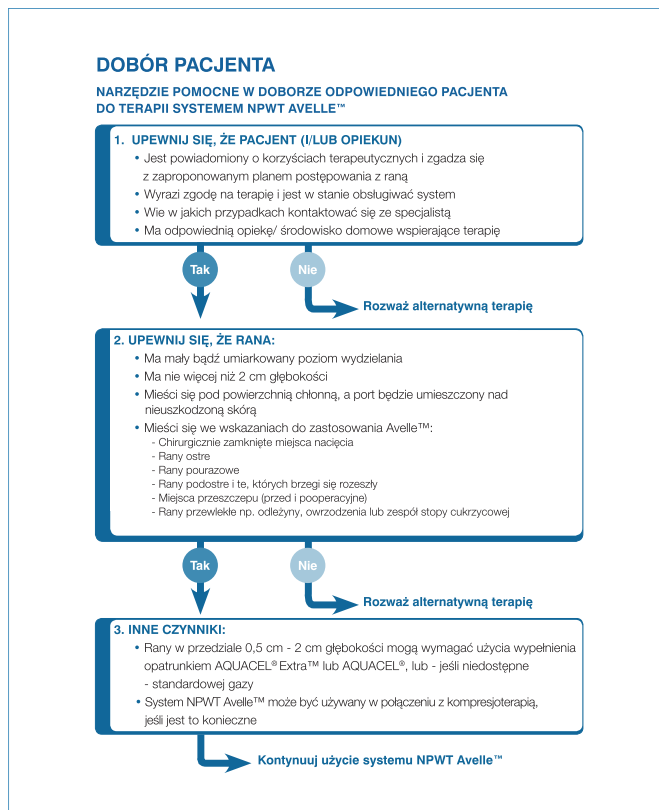 DOBÓR PACJENTA
NARZĘDZIE POMOCNE W DOBORZE ODPOWIEDNIEGO PACJENTA
DO TERAPII SYSTEMEM NPWT AVELLE™
1. UPEWNIJ SIĘ, ŻE PACJENT (I/LUB OPIEKUN)
• Jest powiadomiony o korzyściach terapeutycznych i zgadza się
z zaproponowanym planem postępowania z raną
• Wyrazi zgodę na terapię i jest w stanie obsługiwać system
• Wie w jakich przypadkach kontaktować się ze specjalistą
• Ma odpowiednią opiekę/ środowisko domowe wspierające terapię
Tak
Nie
Rozważ alternatywną terapię
2. UPEWNIJ SIĘ, ŻE RANA:
• Ma mały bądź umiarkowany poziom wydzielania
• Ma nie więcej niż 2 cm głębokości
• Mieści się pod powierzchnią chłonną, a port będzie umieszczony nad
nieuszkodzoną skórą
• Mieści się we wskazaniach do zastosowania Avelle™:
- Chirurgicznie zamknięte miejsca nacięcia
- Rany ostre
- Rany pourazowe
- Rany podostre i te, których brzegi się rozeszły
- Miejsca przeszczepu (przed i pooperacyjne)
- Rany przewlekłe np. odleżyny, owrzodzenia lub zespół stopy cukrzycowej
Tak
Nie
Rozważ alternatywną terapię
3. INNE CZYNNIKI:
• Rany w przedziale 0,5 cm - 2 cm głębokości mogą wymagać użycia wypełnienia
opatrunkiem AQUACEL® Extra™ lub AQUACEL®, lub - jeśli niedostępne
- standardowej gazy
• System NPWT Avelle™ może być używany w połączeniu z kompresjoterapią,
jeśli jest to konieczne
Kontynuuj użycie systemu NPWT Avelle™